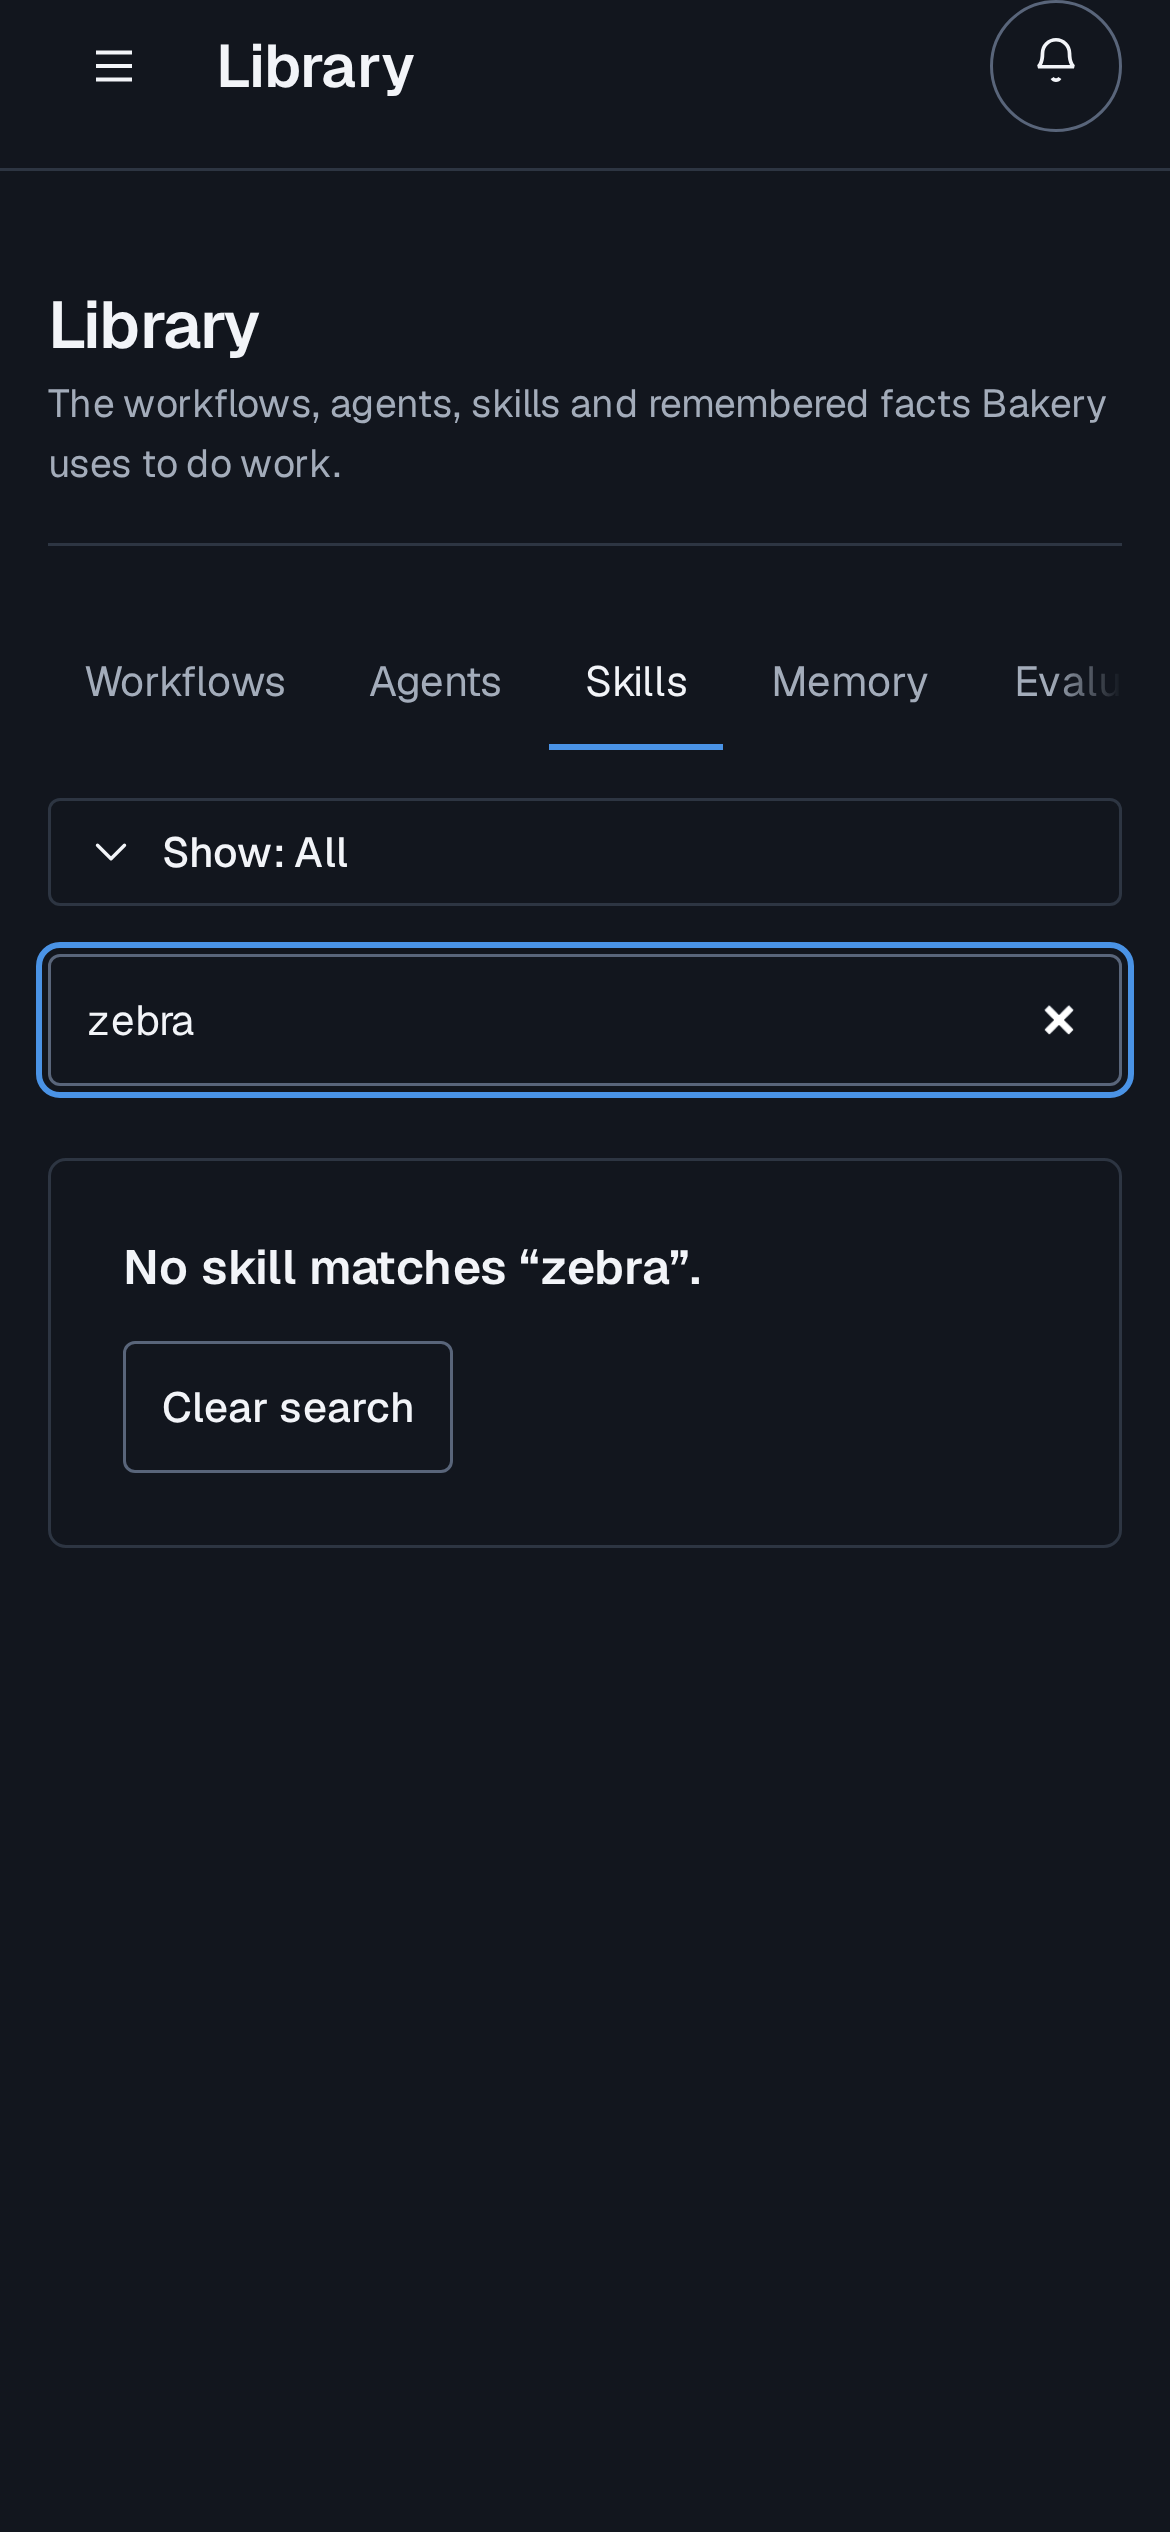 Library
Library
The workflows, agents, skills and remembered facts Bakery
uses to do work.
Workflows Agents Skills Memory Evalu
Show: All
zebra
No skill matches “zebra”.
Clear search